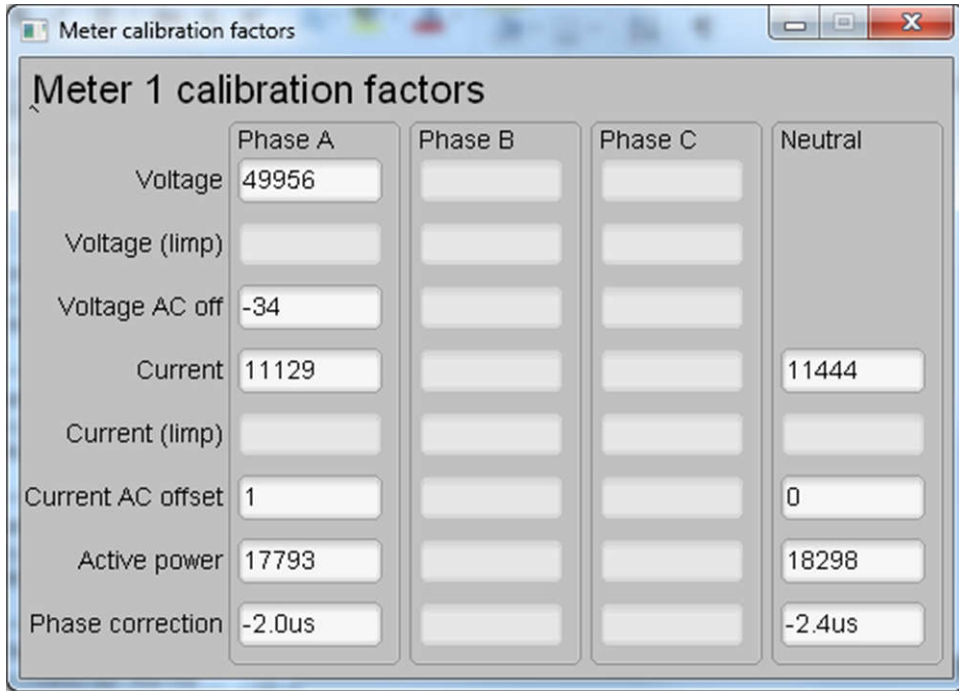 Meter calibration factors
Meter 1 calibration factors
Phase A Phase B Phase C Neutral
Voltage 49956
Voltage (limp)
Voltage AC off -34
Current 11129 11444
Current (limp)
Current AC offset 1 0
Active power 17793 18298
Phase correction -2.0us -2.4us